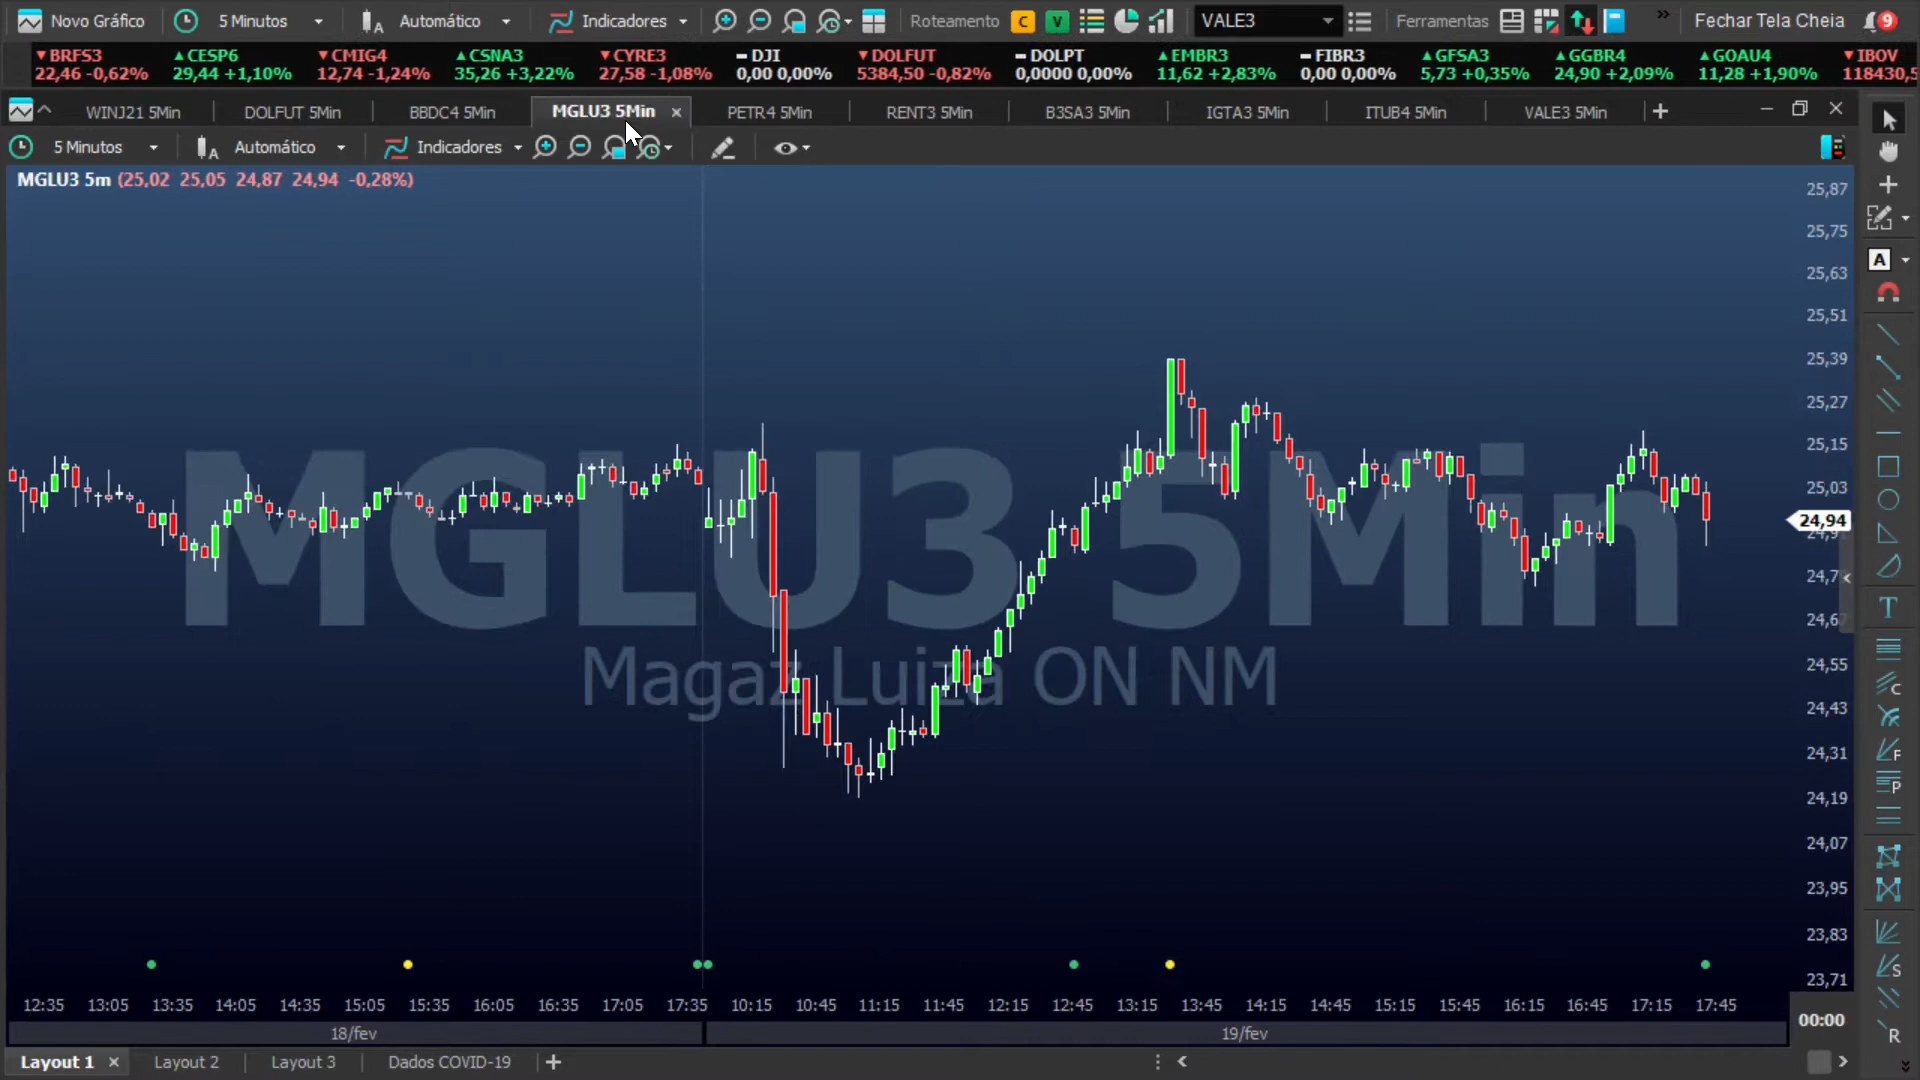 Novo Gráfico 5 Minutos Automático Indicadores Roteamento C V VALE3 Ferramentas Fechar Tela Cheia 9
BRFS3 CESP6 CMIG4 CSNA3 CYRE3 DJI DOLFUT DOLPT EMBR3 FIBR3 GFSA3 GGBR4 GOAU4 IBOV
22,46 -0,62% 29,44 +1,10% 12,74 -1,24% 35,26 +3,22% 27,58 -1,08% 0,00 0,00% 5384,50 -0,82% 0,0000 0,00% 11,62 +2,83% 0,00 0,00% 5,73 +0,35% 24,90 +2,09% 11,28 +1,90% 118430,5
WINJ21 5Min DOLFUT 5Min BBDC4 5Min MGLU3 5Min PETR4 5Min RENT3 5Min B3SA3 5Min IGTA3 5Min ITUB4 5Min VALE3 5Min
5 Minutos Automático Indicadores
MGLU3 5m (25,02 25,05 24,87 24,94 -0,28%)
25,87
25,75
25,63
25,51
25,39
25,27
25,15
25,03
24,94
24,67
24,55
24,43
24,31
24,19
24,07
23,95
23,83
23,71
MGLU3 5Min
Magaz Luiza ON NM
12:35 13:05 13:35 14:05 14:35 15:05 15:35 16:05 16:35 17:05 17:35 10:15 10:45 11:15 11:45 12:15 12:45 13:15 13:45 14:15 14:45 15:15 15:45 16:15 16:45 17:15 17:45
00:00
18/fev 19/fev
Layout 1 Layout 2 Layout 3 Dados COVID-19
A
T
C
F
P
S
R